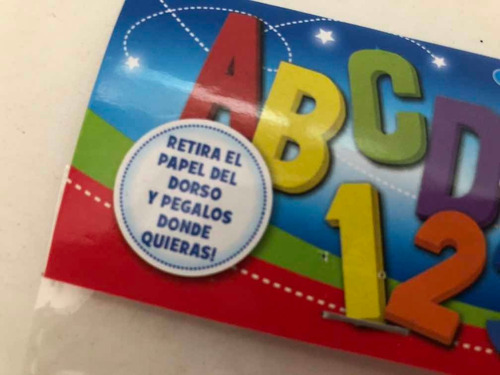 ABCD
RETIRA EL
PAPEL DEL
DORSO
Y PEGALOS
DONDE
QUIERAS!
12